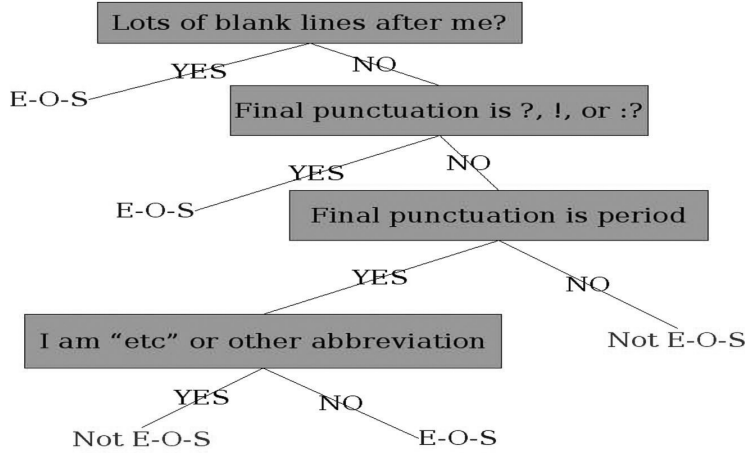 Lots of blank lines after me?
YES
NO
E-O-S
Final punctuation is ?, !, or :?
YES
NO
E-O-S
Final punctuation is period
YES
NO
I am “etc” or other abbreviation
Not E-O-S
YES
NO
Not E-O-S
E-O-S